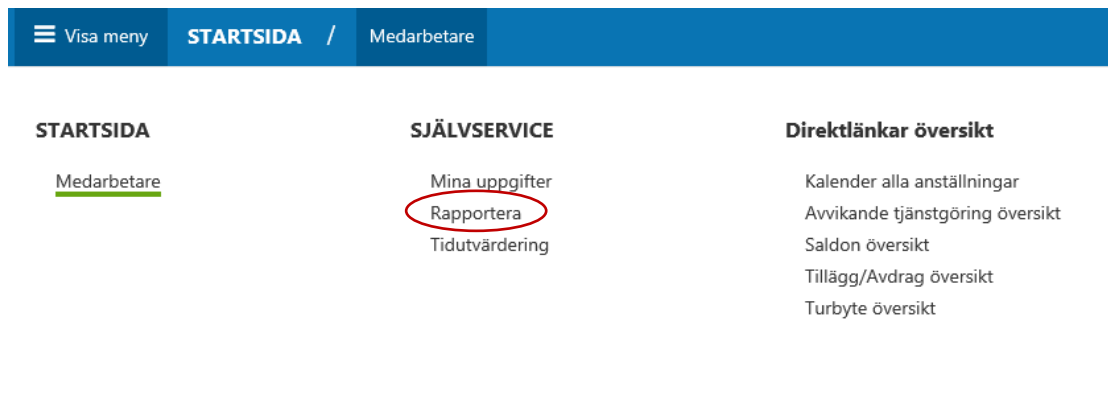 Visa meny STARTSIDA / Medarbetare
STARTSIDA
Medarbetare
SJÄLVSERVICE
Mina uppgifter
Rapportera
Tidutvärdering
Direktlänkar översikt
Kalender alla anställningar
Avvikande tjänstgöring översikt
Saldon översikt
Tillägg/Avdrag översikt
Turbyte översikt